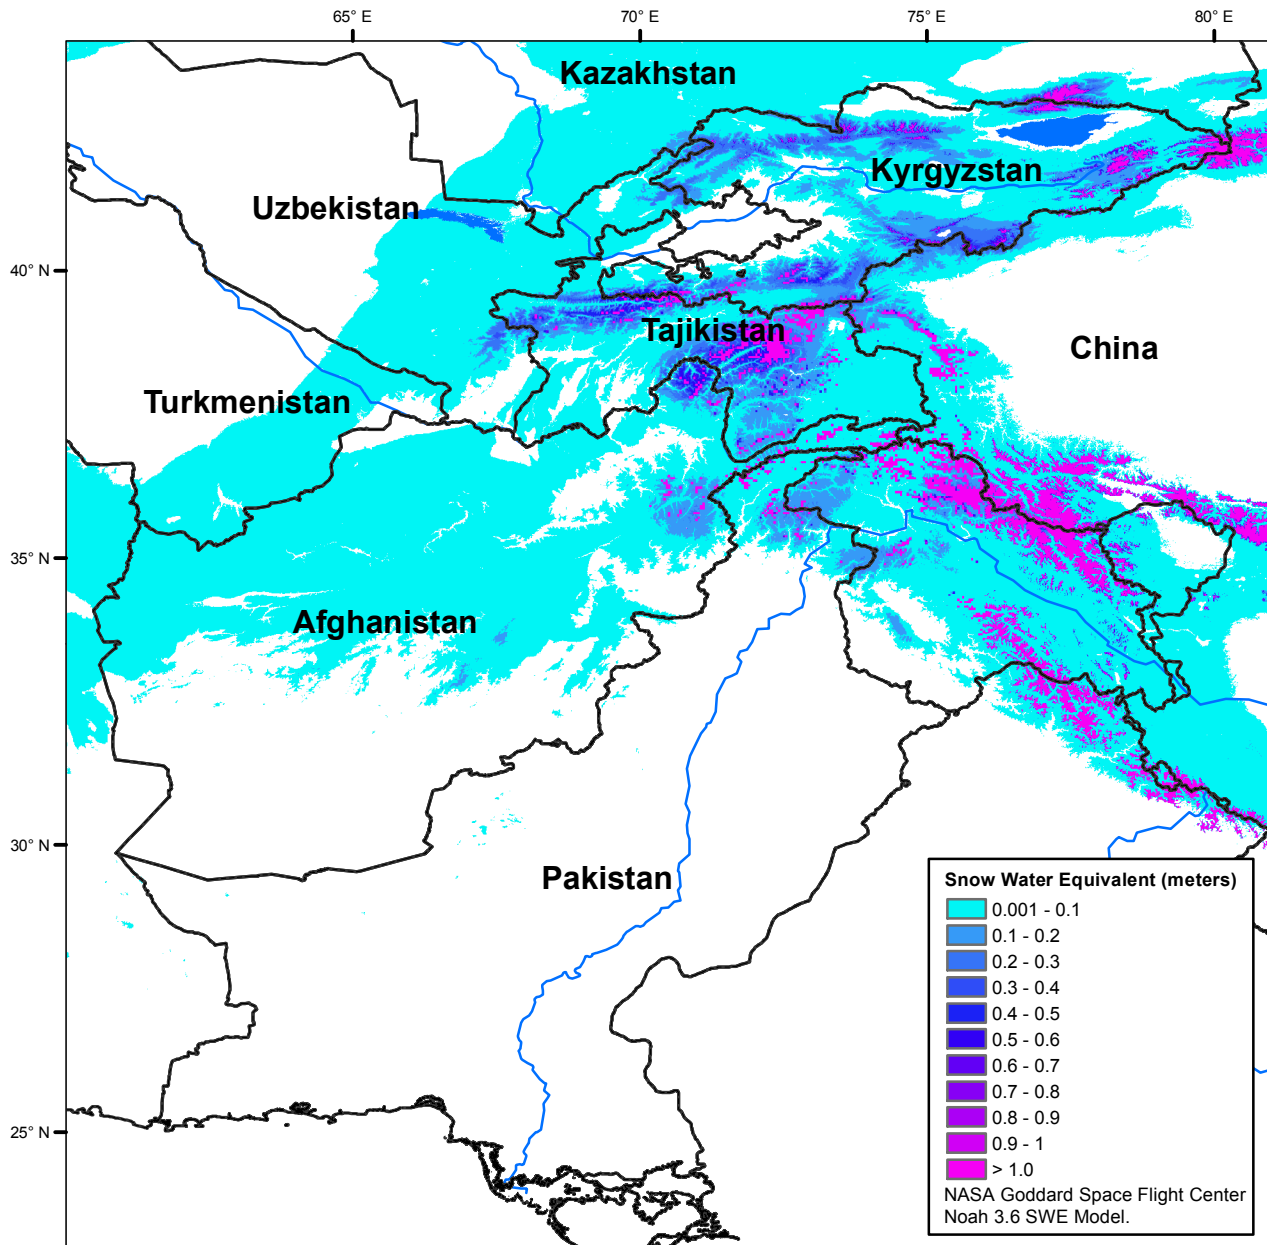 65° E 70° E 75° E 80° E
Kazakhstan
Kyrgyzstan
Uzbekistan
40° N
Tajikistan
China
Turkmenistan
35° N
Afghanistan
30° N
Pakistan
25° N
Snow Water Equivalent (meters)
0.001 - 0.1
0.1 - 0.2
0.2 - 0.3
0.3 - 0.4
0.4 - 0.5
0.5 - 0.6
0.6 - 0.7
0.7 - 0.8
0.8 - 0.9
0.9 - 1
> 1.0
NASA Goddard Space Flight Center
Noah 3.6 SWE Model.